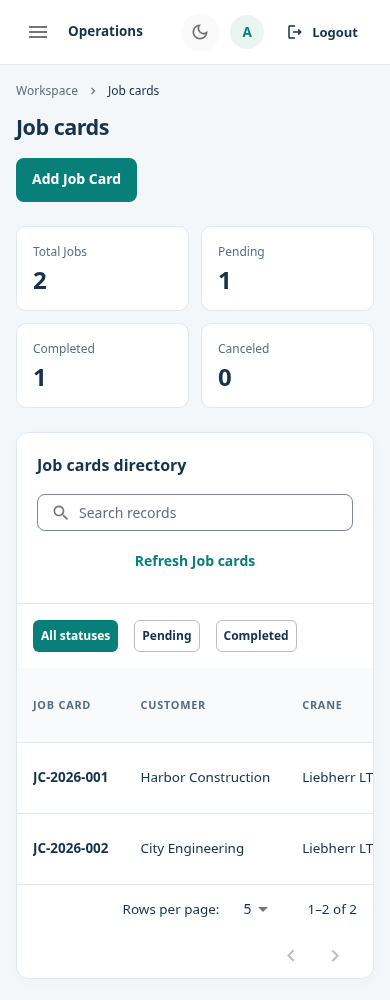 Operations
A
Logout
Workspace > Job cards
Job cards
Add Job Card
Total Jobs
2
Pending
1
Completed
1
Canceled
0
Job cards directory
Search records
Refresh Job cards
All statuses Pending Completed
JOB CARD CUSTOMER CRANE
JC-2026-001 Harbor Construction Liebherr LT
JC-2026-002 City Engineering Liebherr LT
Rows per page: 5 1–2 of 2